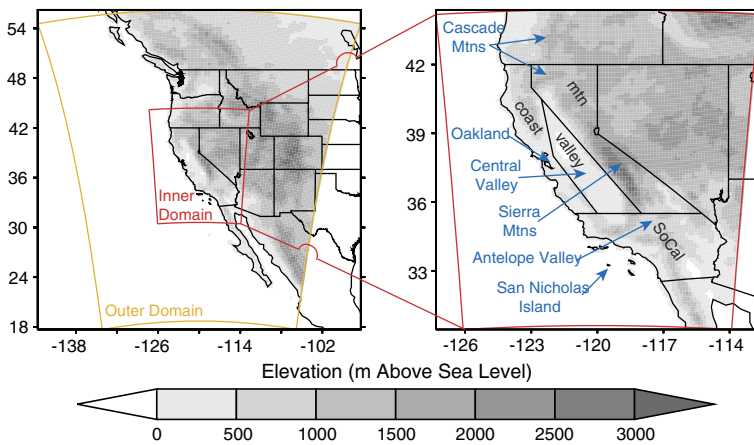 54
48
42
36
30
24
18
-138
-126
-114
-102
Inner
Domain
Outer Domain
42
39
36
33
-126
-123
-120
-117
-114
Cascade
Mtns
coast
mtn
valley
Oakland
Central
Valley
Sierra
Mtns
SoCal
Antelope Valley
San Nicholas
Island
Elevation (m Above Sea Level)
0 500 1000 1500 2000 2500 3000